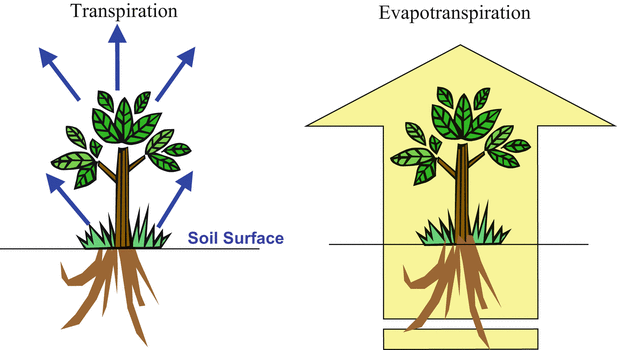 Transpiration
Evapotranspiration
Soil Surface